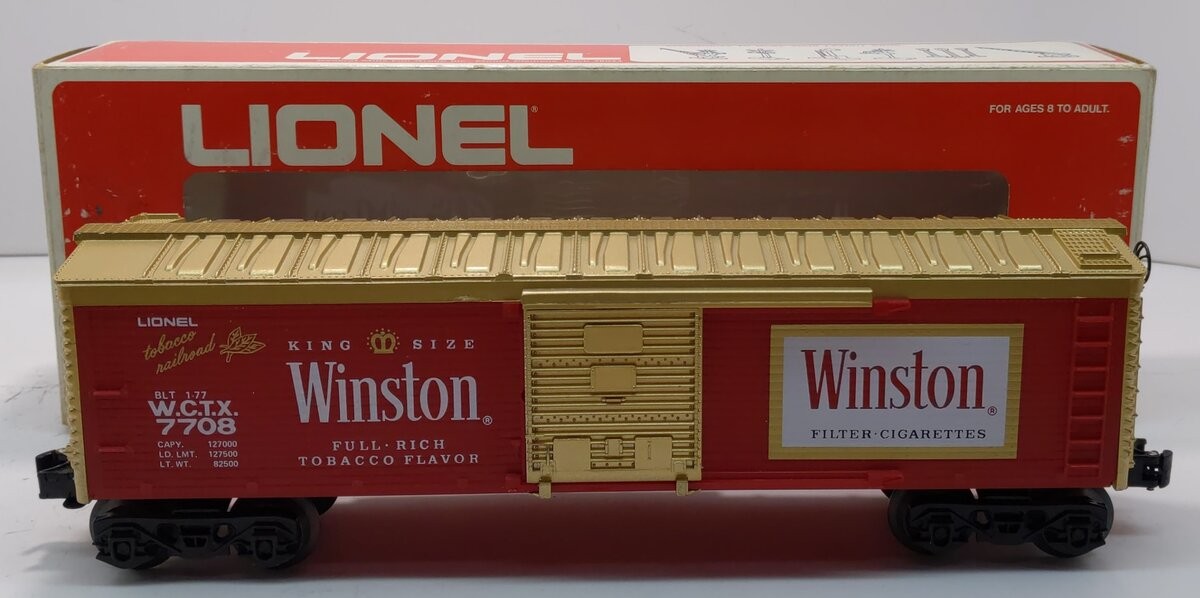 LIONEL
LIONEL®
FOR AGES 8 TO ADULT.
LIONEL
tobacco
railroad
BLT 1-77
W.C.T.X.
7708
CAPY. 127000
LD. LMT. 127500
LT. WT. 82500
KING SIZE
Winston®
FULL·RICH
TOBACCO FLAVOR
Winston®
FILTER·CIGARETTES